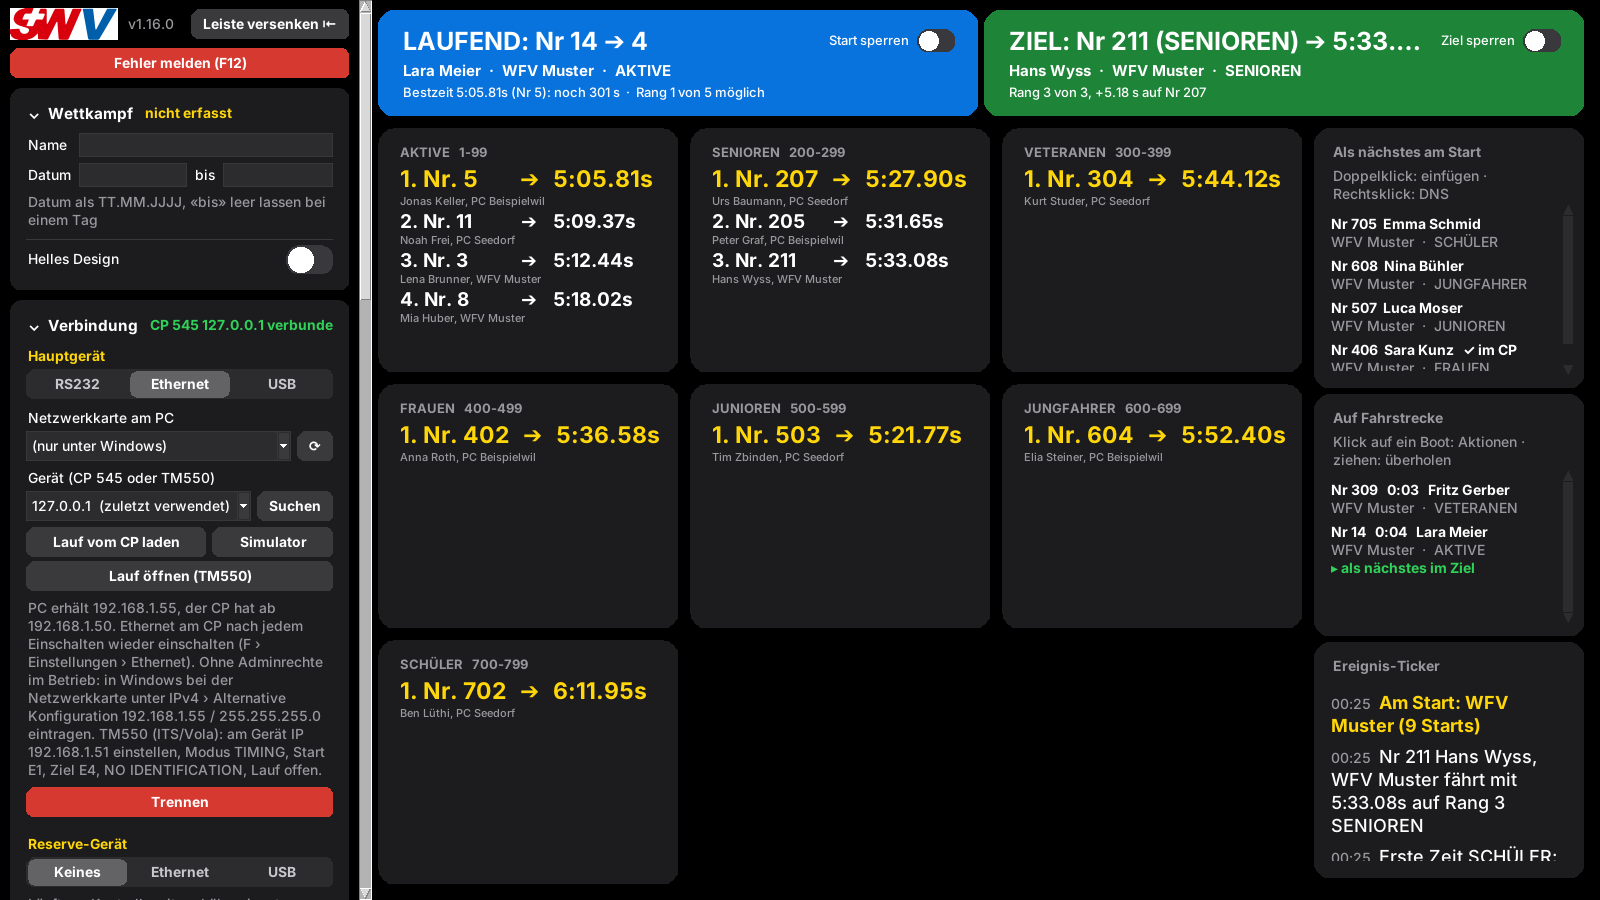 SWV v1.16.0 Leiste versenken ⇤
Fehler melden (F12)
Wettkampf nicht erfasst
Name
Datum bis
Datum als TT.MM.JJJJ, «bis» leer lassen bei
einem Tag
Helles Design
Verbindung CP 545 127.0.0.1 verbunde
Hauptgerät
RS232 Ethernet USB
Netzwerkkarte am PC
(nur unter Windows) ⟳
Gerät (CP 545 oder TM550)
127.0.0.1 (zuletzt verwendet) Suchen
Lauf vom CP laden Simulator
Lauf öffnen (TM550)
PC erhält 192.168.1.55, der CP hat ab
192.168.1.50. Ethernet am CP nach jedem
Einschalten wieder einschalten (F ›
Einstellungen › Ethernet). Ohne Adminrechte
im Betrieb: in Windows bei der
Netzwerkkarte unter IPv4 › Alternative
Konfiguration 192.168.1.55 / 255.255.255.0
eintragen. TM550 (ITS/Vola): am Gerät IP
192.168.1.51 einstellen, Modus TIMING, Start
E1, Ziel E4, NO IDENTIFICATION, Lauf offen.
Trennen
Reserve-Gerät
Keines Ethernet USB
LAUFEND: Nr 14 → 4 Start sperren
Lara Meier · WFV Muster · AKTIVE
Bestzeit 5:05.81s (Nr 5): noch 301 s · Rang 1 von 5 möglich
ZIEL: Nr 211 (SENIOREN) → 5:33.... Ziel sperren
Hans Wyss · WFV Muster · SENIOREN
Rang 3 von 3, +5.18 s auf Nr 207
AKTIVE 1-99
1. Nr. 5 → 5:05.81s
Jonas Keller, PC Beispielwil
2. Nr. 11 → 5:09.37s
Noah Frei, PC Seedorf
3. Nr. 3 → 5:12.44s
Lena Brunner, WFV Muster
4. Nr. 8 → 5:18.02s
Mia Huber, WFV Muster
SENIOREN 200-299
1. Nr. 207 → 5:27.90s
Urs Baumann, PC Seedorf
2. Nr. 205 → 5:31.65s
Peter Graf, PC Beispielwil
3. Nr. 211 → 5:33.08s
Hans Wyss, WFV Muster
VETERANEN 300-399
1. Nr. 304 → 5:44.12s
Kurt Studer, PC Seedorf
FRAUEN 400-499
1. Nr. 402 → 5:36.58s
Anna Roth, PC Beispielwil
JUNIOREN 500-599
1. Nr. 503 → 5:21.77s
Tim Zbinden, PC Seedorf
JUNGFAHRER 600-699
1. Nr. 604 → 5:52.40s
Elia Steiner, PC Beispielwil
SCHÜLER 700-799
1. Nr. 702 → 6:11.95s
Ben Lüthi, PC Seedorf
Als nächstes am Start
Doppelklick: einfügen ·
Rechtsklick: DNS
Nr 705 Emma Schmid
WFV Muster · SCHÜLER
Nr 608 Nina Bühler
WFV Muster · JUNGFAHRER
Nr 507 Luca Moser
WFV Muster · JUNIOREN
Nr 406 Sara Kunz ✓ im CP
WFV Muster · FRAUEN
Auf Fahrstrecke
Klick auf ein Boot: Aktionen ·
ziehen: überholen
Nr 309 0:03 Fritz Gerber
WFV Muster · VETERANEN
Nr 14 0:04 Lara Meier
WFV Muster · AKTIVE
▸ als nächstes im Ziel
Ereignis-Ticker
00:25 Am Start: WFV
Muster (9 Starts)
00:25 Nr 211 Hans Wyss,
WFV Muster fährt mit
5:33.08s auf Rang 3
SENIOREN
00:25 Erste Zeit SCHÜLER: